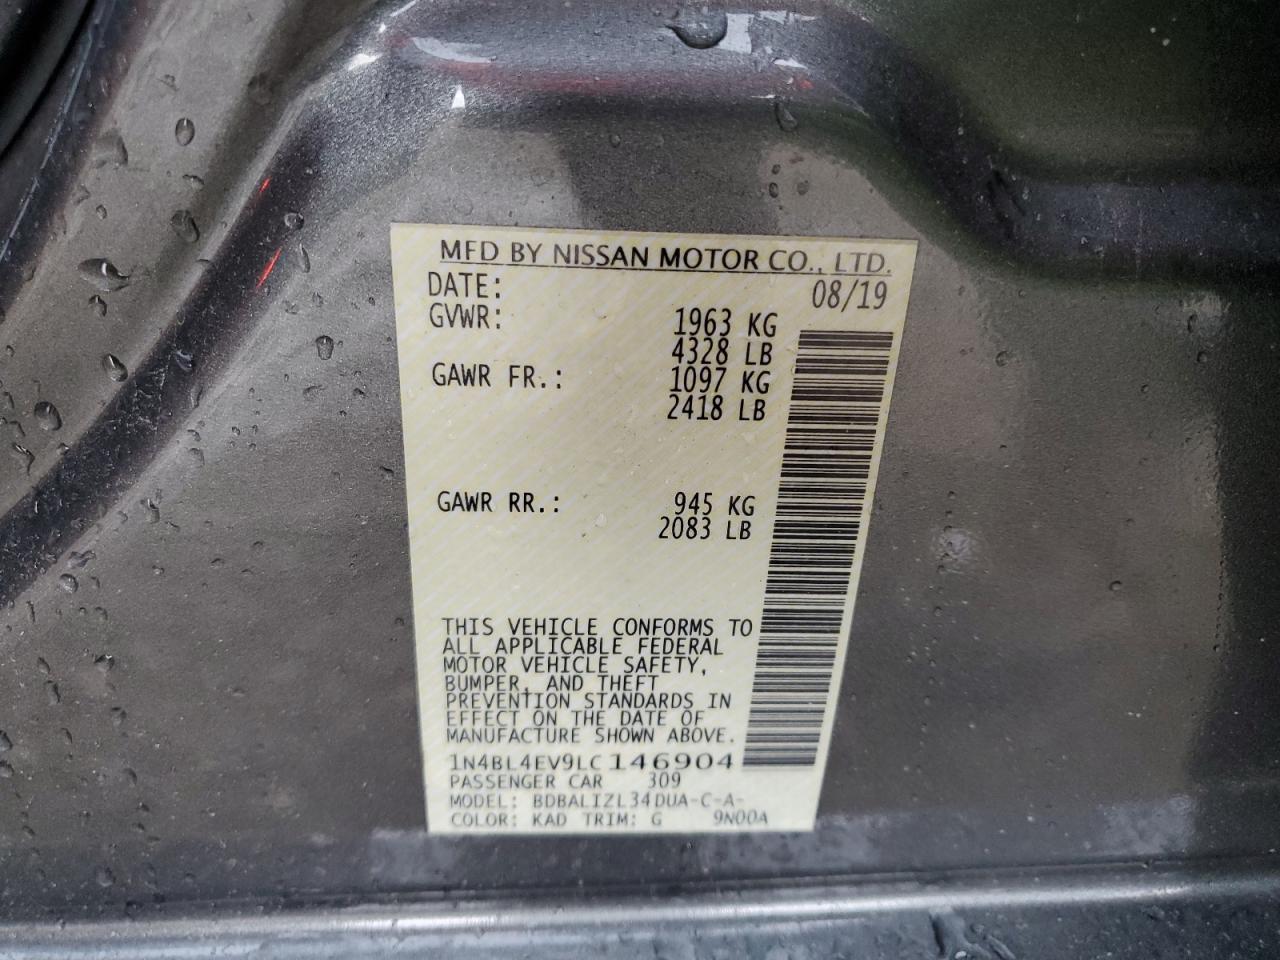 MFD BY NISSAN MOTOR CO., LTD.
DATE: 08/19
GVWR: 1963 KG
4328 LB
GAWR FR.: 1097 KG
2418 LB
GAWR RR.: 945 KG
2083 LB
THIS VEHICLE CONFORMS TO
ALL APPLICABLE FEDERAL
MOTOR VEHICLE SAFETY,
BUMPER, AND THEFT
PREVENTION STANDARDS IN
EFFECT ON THE DATE OF
MANUFACTURE SHOWN ABOVE.
1N4BL4EV9LC146904
PASSENGER CAR 309
MODEL: BDBALIZL34DUA-C-A-
COLOR: KAD TRIM: G 9N00A